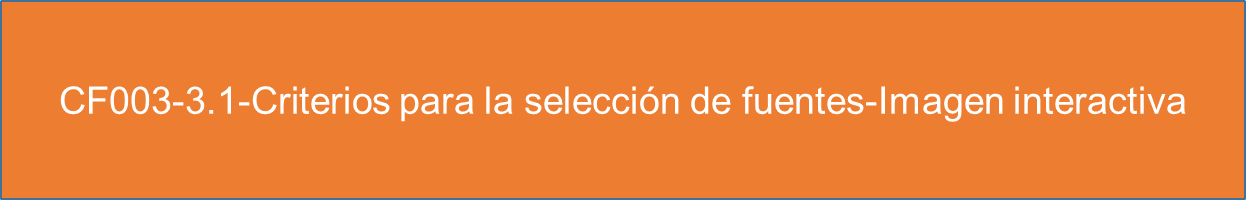 CF003-3.1-Criterios para la selección de fuentes-Imagen interactiva